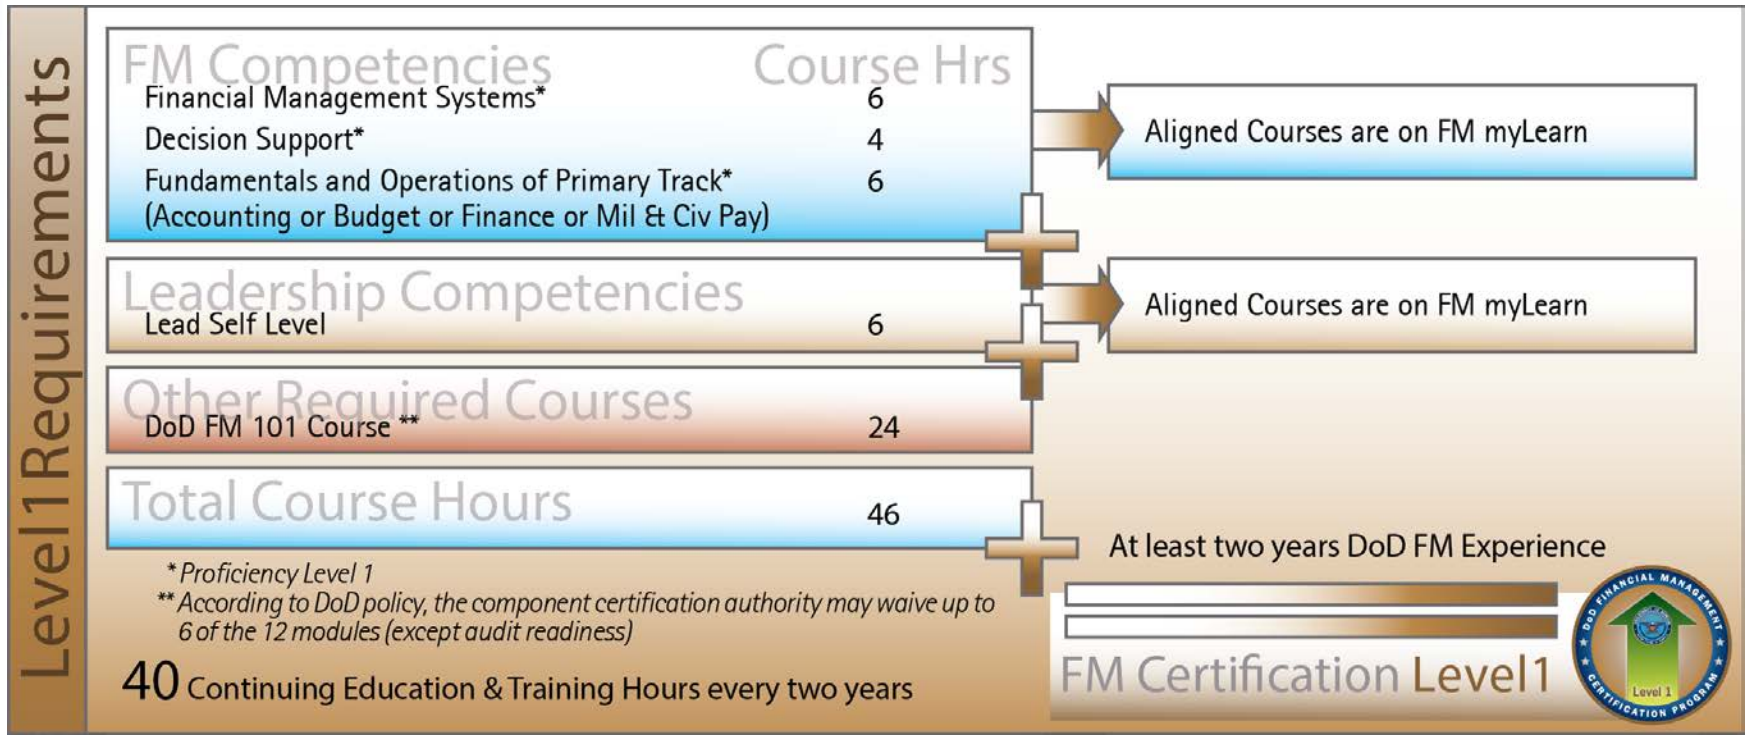 Level 1 Requirements
FM Competencies Course Hrs
Financial Management Systems* 6
Decision Support* 4
Fundamentals and Operations of Primary Track* 6
(Accounting or Budget or Finance or Mil & Civ Pay)
Aligned Courses are on FM myLearn
Leadership Competencies
Lead Self Level 6
Aligned Courses are on FM myLearn
Other Required Courses
DoD FM 101 Course ** 24
Total Course Hours 46
* Proficiency Level 1
** According to DoD policy, the component certification authority may waive up to
6 of the 12 modules (except audit readiness)
40 Continuing Education & Training Hours every two years
At least two years DoD FM Experience
FM Certification Level 1
DoD FINANCIAL MANAGEMENT
Level 1
CERTIFICATION PROGRAM